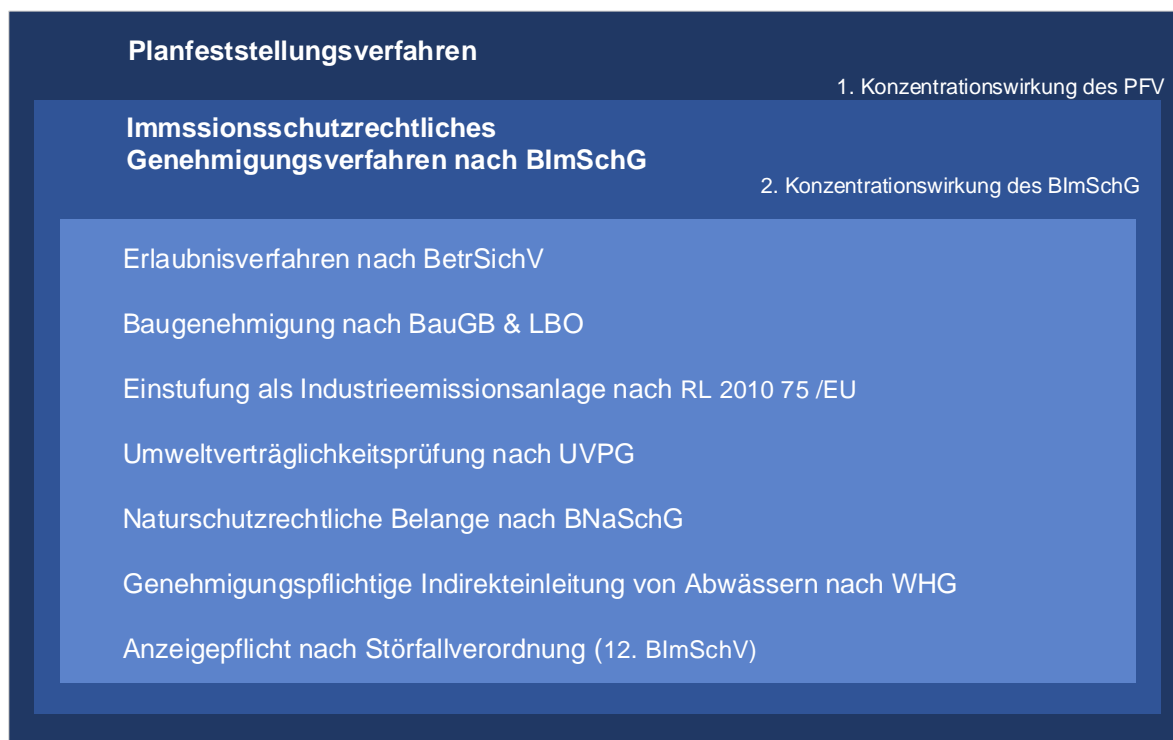 Planfeststellungsverfahren
1. Konzentrationswirkung des PFV
Immssionsschutzrechtliches
Genehmigungsverfahren nach BImSchG
2. Konzentrationswirkung des BImSchG
Erlaubnisverfahren nach BetrSichV
Baugenehmigung nach BauGB & LBO
Einstufung als Industrieemissionsanlage nach RL 2010 75 /EU
Umweltverträglichkeitsprüfung nach UVPG
Naturschutzrechtliche Belange nach BNaSchG
Genehmigungspflichtige Indirekteinleitung von Abwässern nach WHG
Anzeigepflicht nach Störfallverordnung (12. BImSchV)